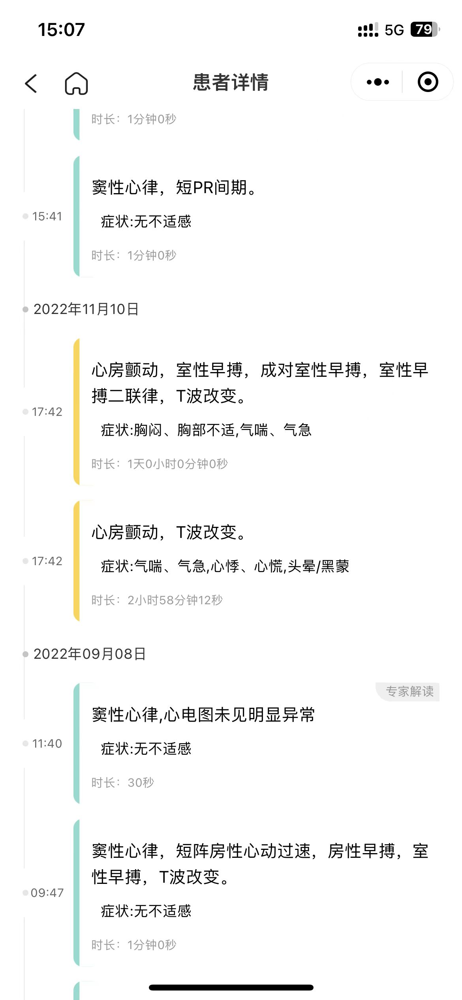 15:07
5G 79
患者详情
时长：1分钟0秒
窦性心律，短PR间期。
15:41
症状:无不适感
时长：1分钟0秒
2022年11月10日
心房颤动，室性早搏，成对室性早搏，室性早
搏二联律，T波改变。
17:42
症状:胸闷、胸部不适,气喘、气急
时长：1天0小时0分钟0秒
心房颤动，T波改变。
17:42
症状:气喘、气急,心悸、心慌,头晕/黑蒙
时长：2小时58分钟12秒
2022年09月08日
专家解读
窦性心律,心电图未见明显异常
11:40
症状:无不适感
时长：30秒
窦性心律，短阵房性心动过速，房性早搏，室
性早搏，T波改变。
09:47
症状:无不适感
时长：1分钟0秒